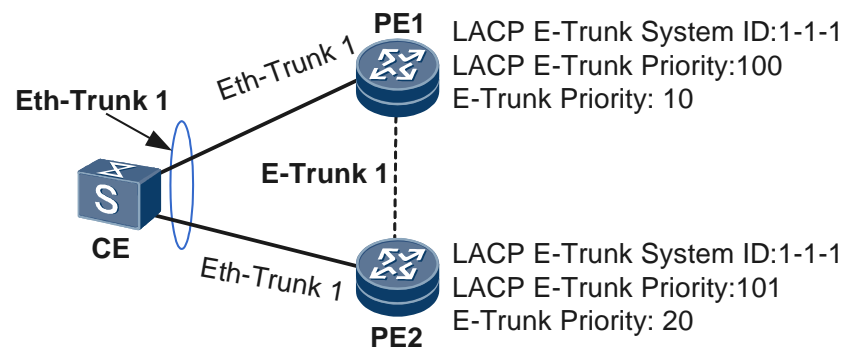 PE1
LACP E-Trunk System ID:1-1-1
LACP E-Trunk Priority:100
E-Trunk Priority: 10
Eth-Trunk 1
Eth-Trunk 1
E-Trunk 1
S
CE
Eth-Trunk 1
LACP E-Trunk System ID:1-1-1
LACP E-Trunk Priority:101
E-Trunk Priority: 20
PE2